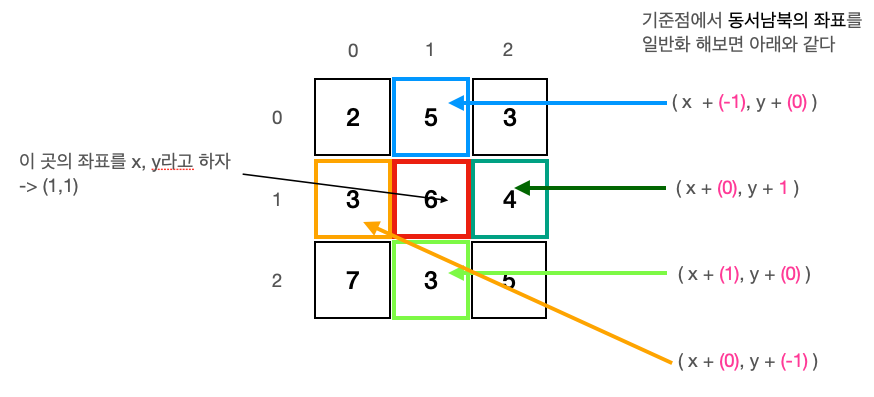 기준점에서 동서남북의 좌표를
일반화 해보면 아래와 같다
0 1 2
0 2 5 3
( x + (-1), y + (0) )
이 곳의 좌표를 x, y라고 하자
-> (1,1)
1 3 6 4
( x + (0), y + 1 )
2 7 3 5
( x + (1), y + (0) )
( x + (0), y + (-1) )